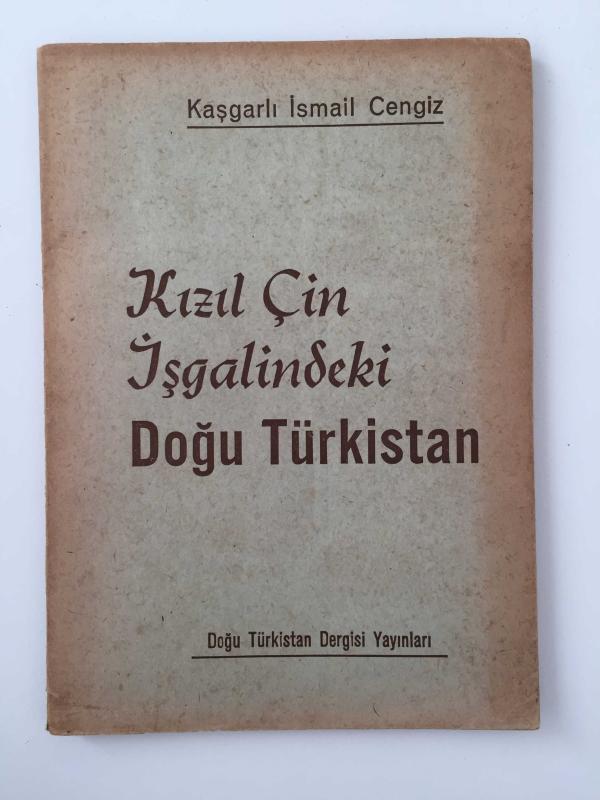 Kaşgarlı İsmail Cengiz
Kızıl Çin
İşgalindeki
Doğu Türkistan
Doğu Türkistan Dergisi Yayınları